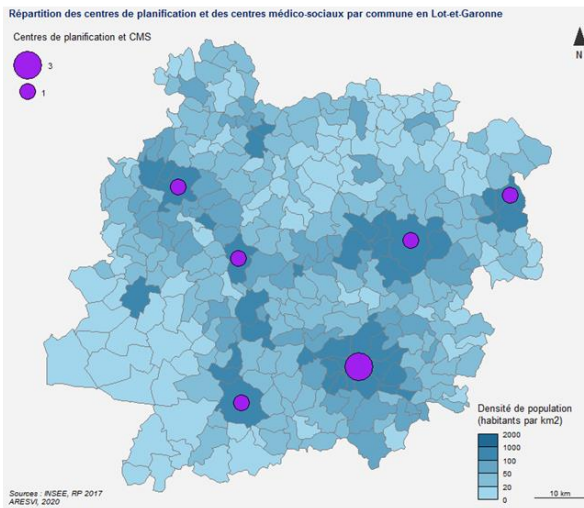 Répartition des centres de planification et des centres médico-sociaux par commune en Lot-et-Garonne
Centres de planification et CMS
3
1
N
Densité de population
(habitants par km2)
2000
1000
100
50
20
0
Sources : INSEE, RP 2017
ARESVI, 2020
10 km